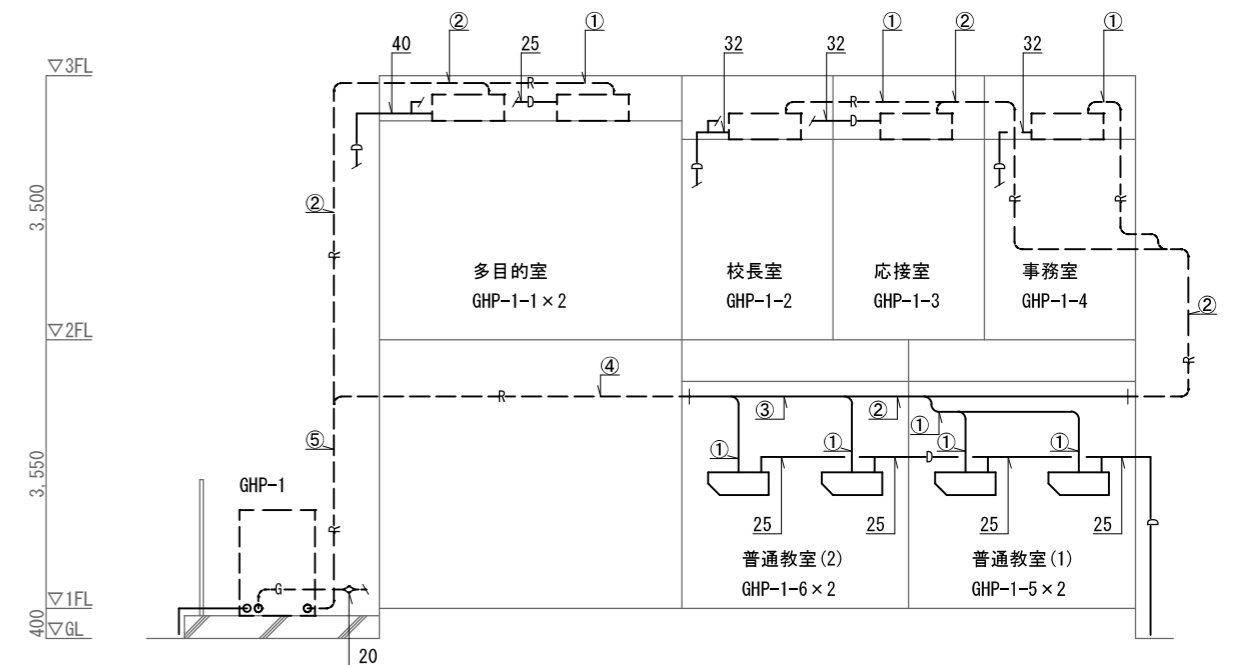 ② ①
40 25
32 32 ① ② 32 ①
▽3FL
R R
D
R
D
D
D
D
3,500
②
R
R
R
多目的室
GHP-1-1×2
校長室
GHP-1-2
応接室
GHP-1-3
事務室
GHP-1-4
②
▽2FL
R
④
R
③ ② ①
⑤
① ① ① ①
D
3,550
GHP-1
25 25 25 25
D
R
普通教室(2)
GHP-1-6×2
普通教室(1)
GHP-1-5×2
G
▽1FL
400
▽GL
20